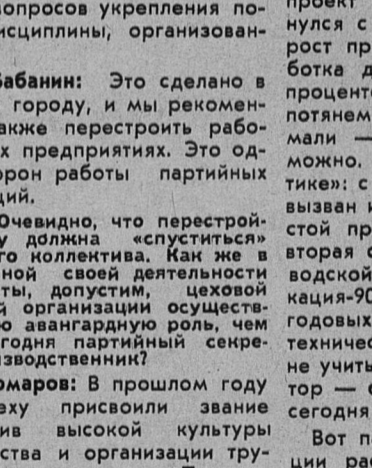 вопросов укрепления по-
исциплины, организован-
Бабанин: Это сделано в
городу, и мы рекомен-
акже перестроить рабо-
х предприятиях. Это од-
орон работы партийных
ций.
Очевидно, что перестрой-
у должна «спуститься»
го коллектива. Как же в
ной своей деятельности
ты, допустим, цеховой
й организации осуществ-
ю авангардную роль, чем
годня партийный секре-
изводственник?
омаров: В прошлом году
еху присвоили звание
ив высокой культуры
ства и организации тру-
проект
нулся с
рост пр
ботка д
проценто
потянем
мали —
можно.
тике»: с
вызван и
стой пр
вторая с
водской
кация-90
годовых
техничес
не учить
тор — с
сегодня
Вот п
ции рас